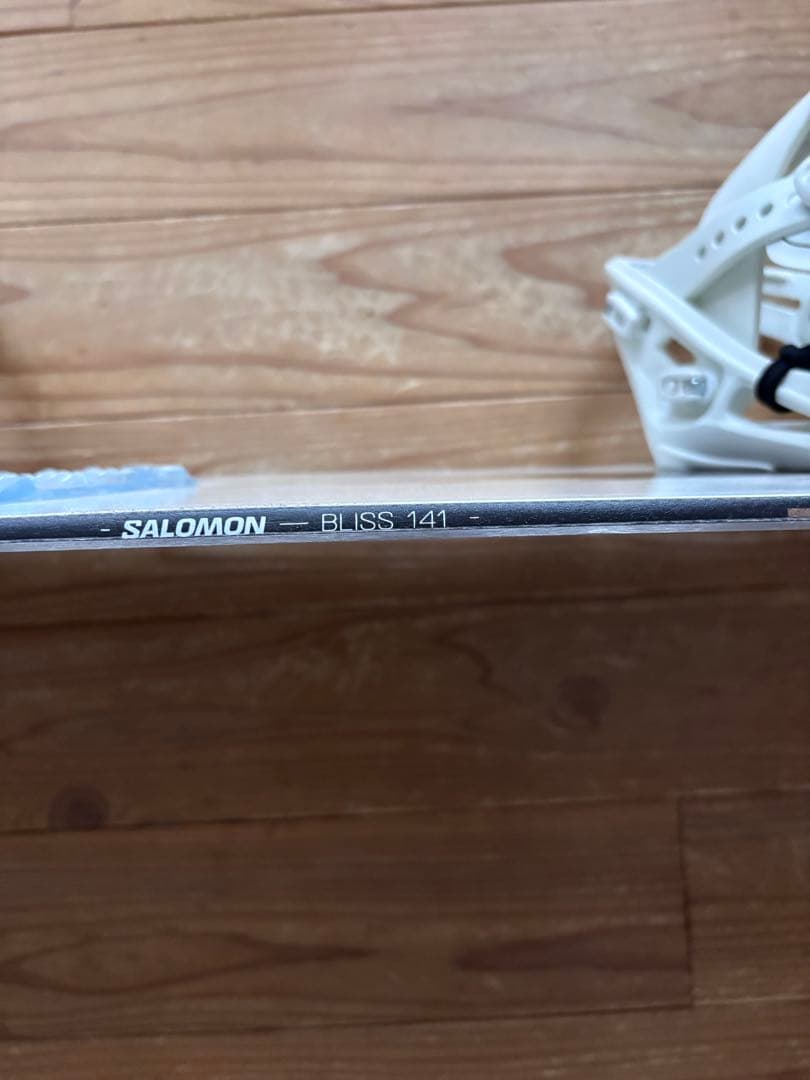 - SALOMON — BLISS 141 -